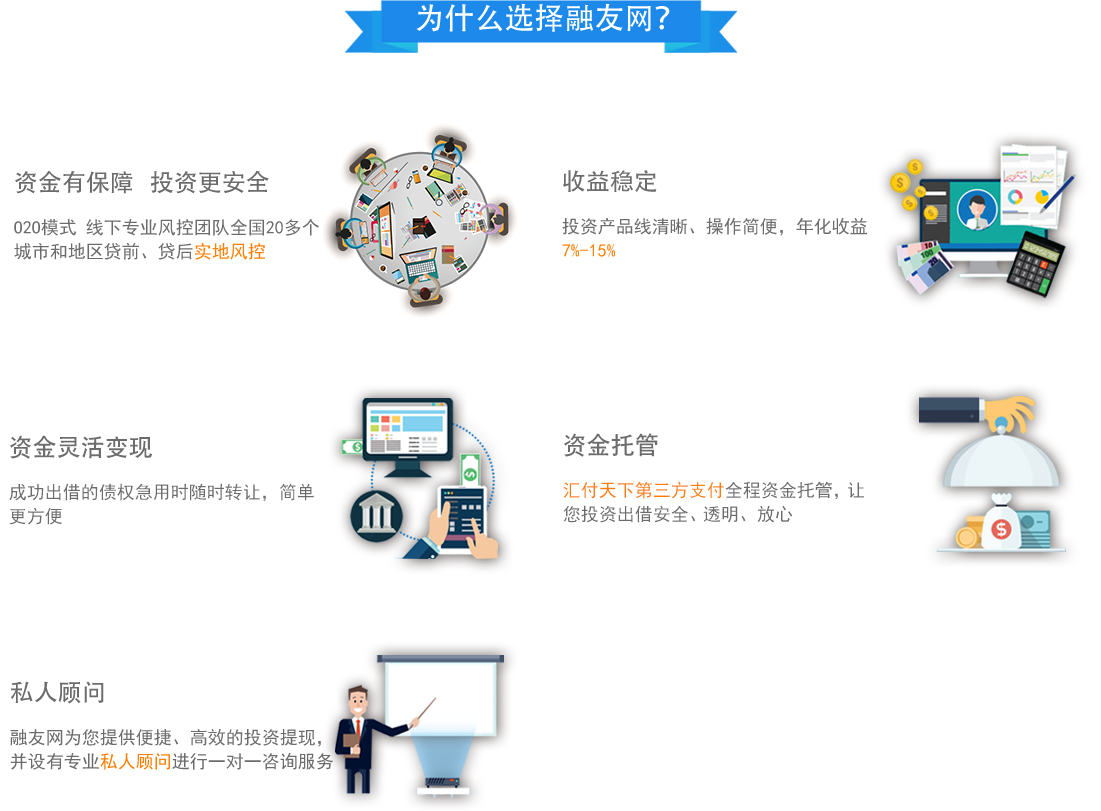 为什么选择融友网?
资金有保障 投资更安全
O2O模式 线下专业风控团队全国20多个
城市和地区贷前、贷后实地风控
收益稳定
投资产品线清晰、操作简便，年化收益
7%-15%
资金灵活变现
成功出借的债权急用时随时转让，简单
更方便
资金托管
汇付天下第三方支付全程资金托管，让
您投资出借安全、透明、放心
私人顾问
融友网为您提供便捷、高效的投资提现，
并设有专业私人顾问进行一对一咨询服务